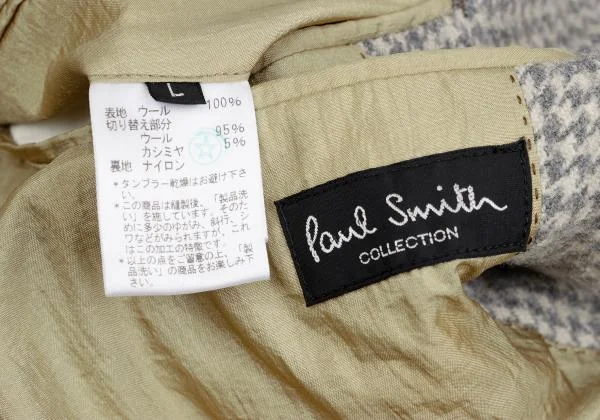 L
表地 ウール 100%
切り替え部分
ウール 95%
カシミヤ 5%
裏地 ナイロン
*タンブラー乾燥はお避け下さ
い。
*この商品は縫製後、「製品洗
い」を施しています。そのた
めに多少のゆがみ、斜行、シ
ワなどがみられますが、これ
はこの加工の特徴です。
*以上の点をご留意の上、「製
品洗い」の商品をお楽しみ下
さい。
Paul Smith
COLLECTION